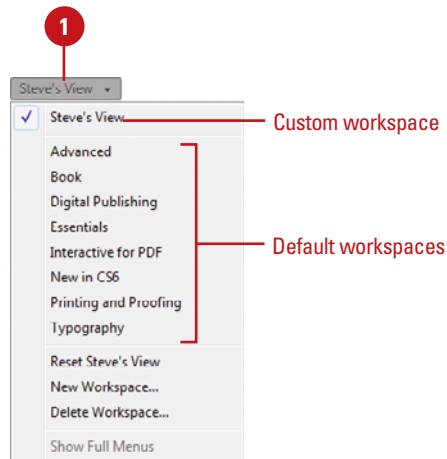 1
Steve's View
Steve's View
Custom workspace
Advanced
Book
Digital Publishing
Essentials
Interactive for PDF
Default workspaces
New in CS6
Printing and Proofing
Typography
Reset Steve's View
New Workspace...
Delete Workspace...
Show Full Menus